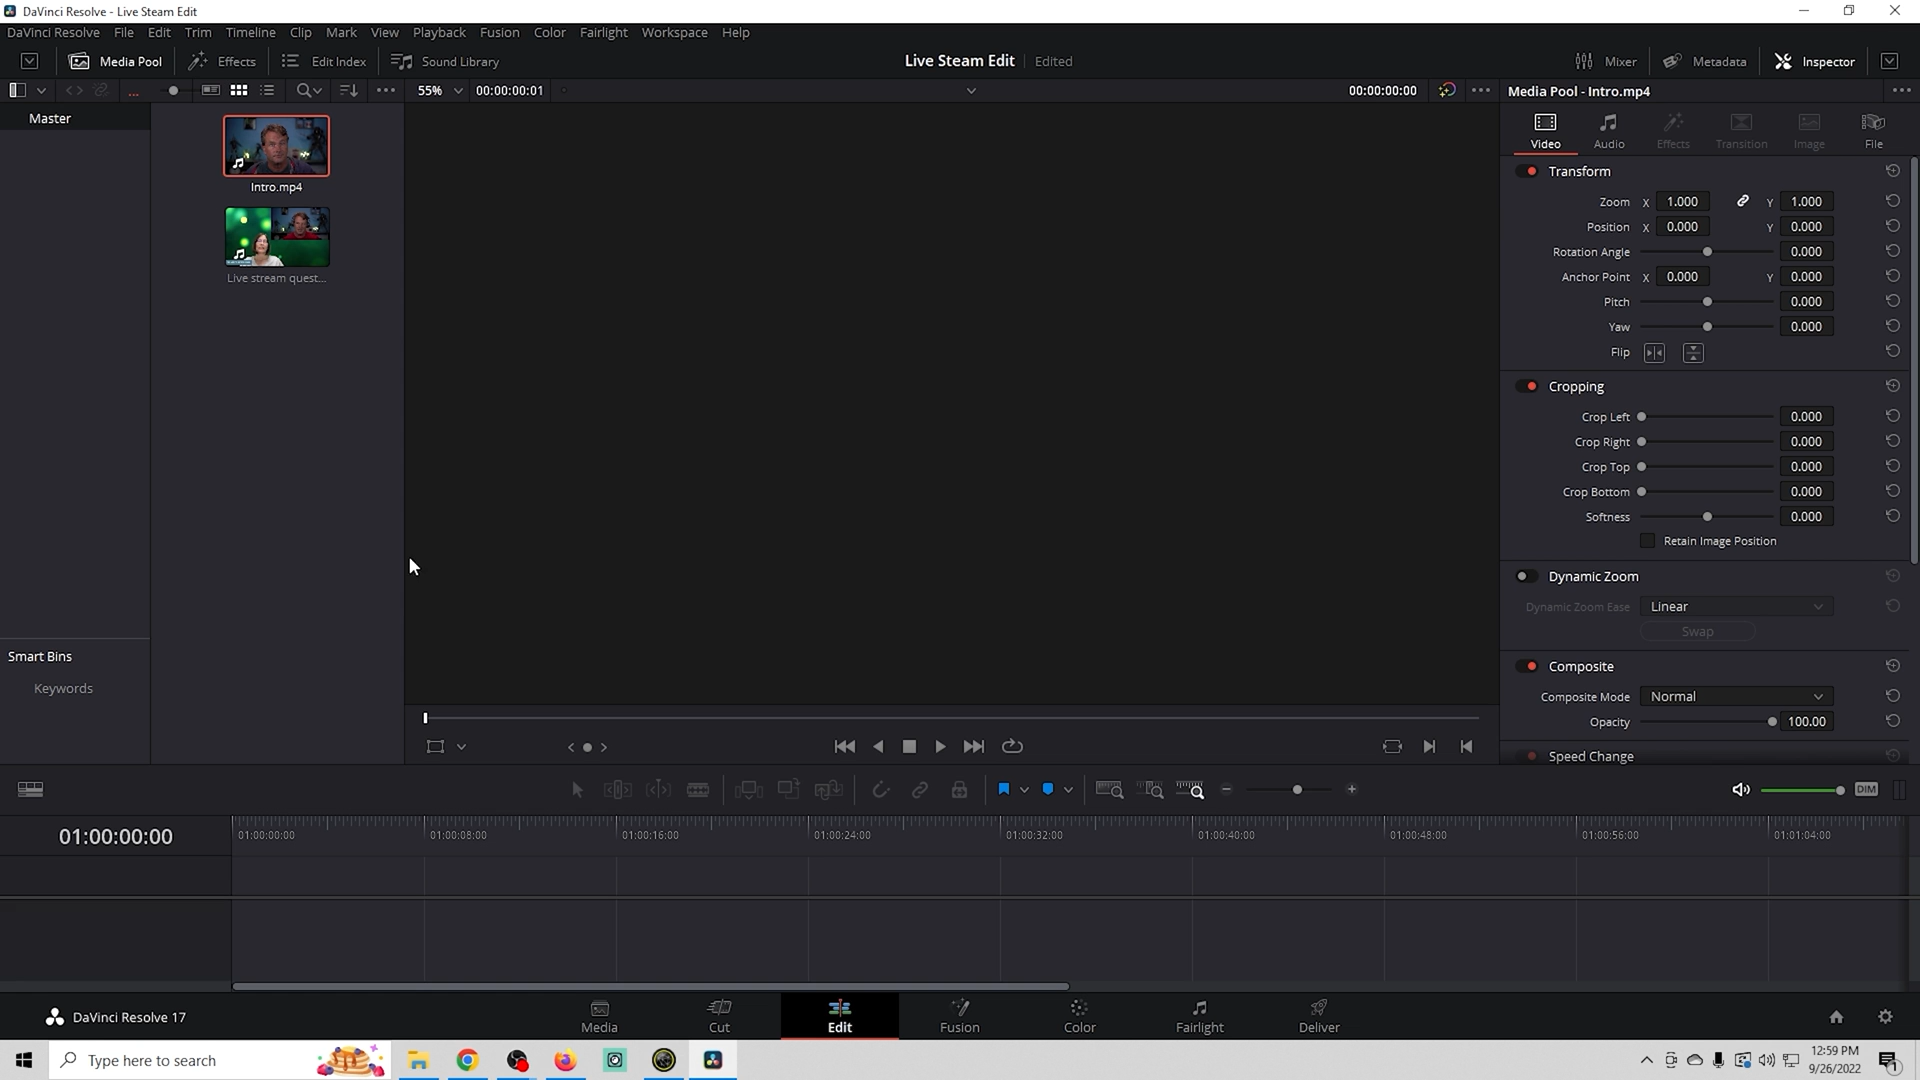 DaVinci Resolve - Live Steam Edit
DaVinci Resolve File Edit Trim Timeline Clip Mark View Playback Fusion Color Fairlight Workspace Help
Media Pool Effects Edit Index Sound Library Live Steam Edit Edited Mixer Metadata Inspector
55% 00:00:00:01 00:00:00:00 Media Pool - Intro.mp4
Master
Intro.mp4
Live stream quest...
Smart Bins
Keywords
Video Audio Effects Transition Image File
Transform
Zoom X 1.000 Y 1.000
Position X 0.000 Y 0.000
Rotation Angle 0.000
Anchor Point X 0.000 Y 0.000
Pitch 0.000
Yaw 0.000
Flip
Cropping
Crop Left 0.000
Crop Right 0.000
Crop Top 0.000
Crop Bottom 0.000
Softness 0.000
Retain Image Position
Dynamic Zoom
Dynamic Zoom Ease Linear
Swap
Composite
Composite Mode Normal
Opacity 100.00
Speed Change
DIM
01:00:00:00 01:00:00:00 01:00:08:00 01:00:16:00 01:00:24:00 01:00:32:00 01:00:40:00 01:00:48:00 01:00:56:00 01:01:04:00
DaVinci Resolve 17 Media Cut Edit Fusion Color Fairlight Deliver
Type here to search
12:59 PM
9/26/2022
1